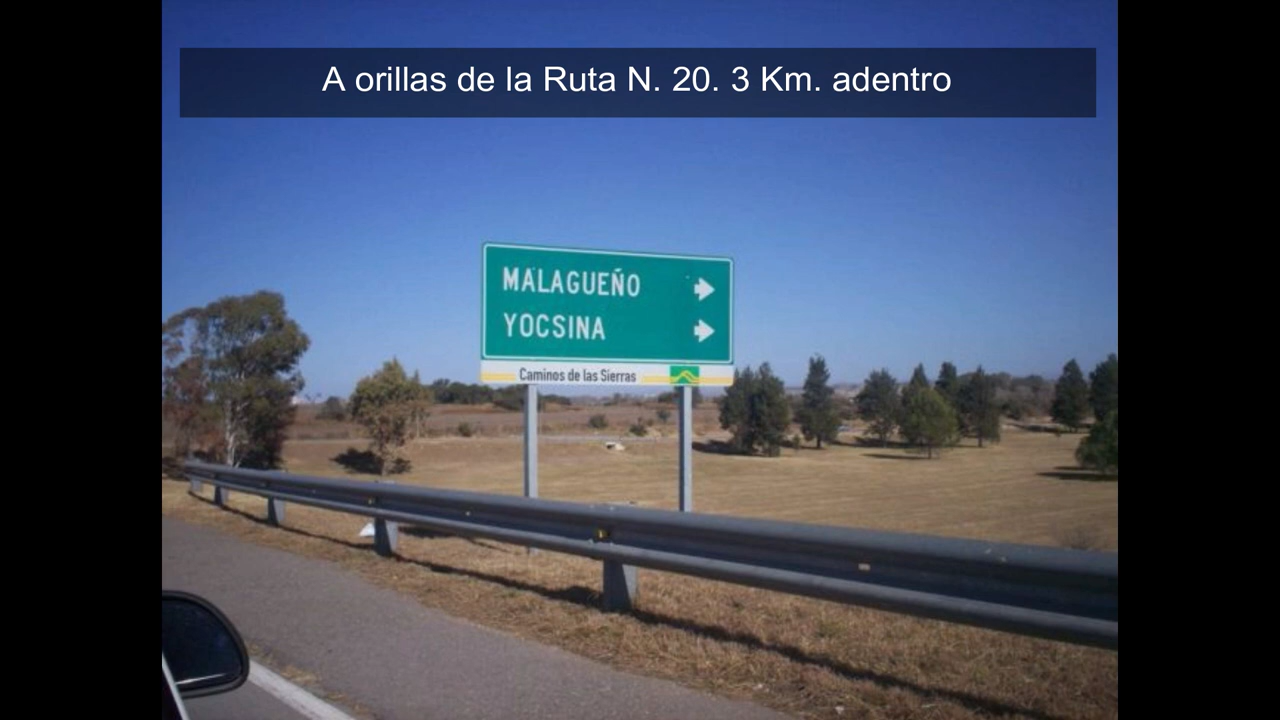 A orillas de la Ruta N. 20. 3 Km. adentro
MALAGUEÑO
YOCSINA
Caminos de las Sierras